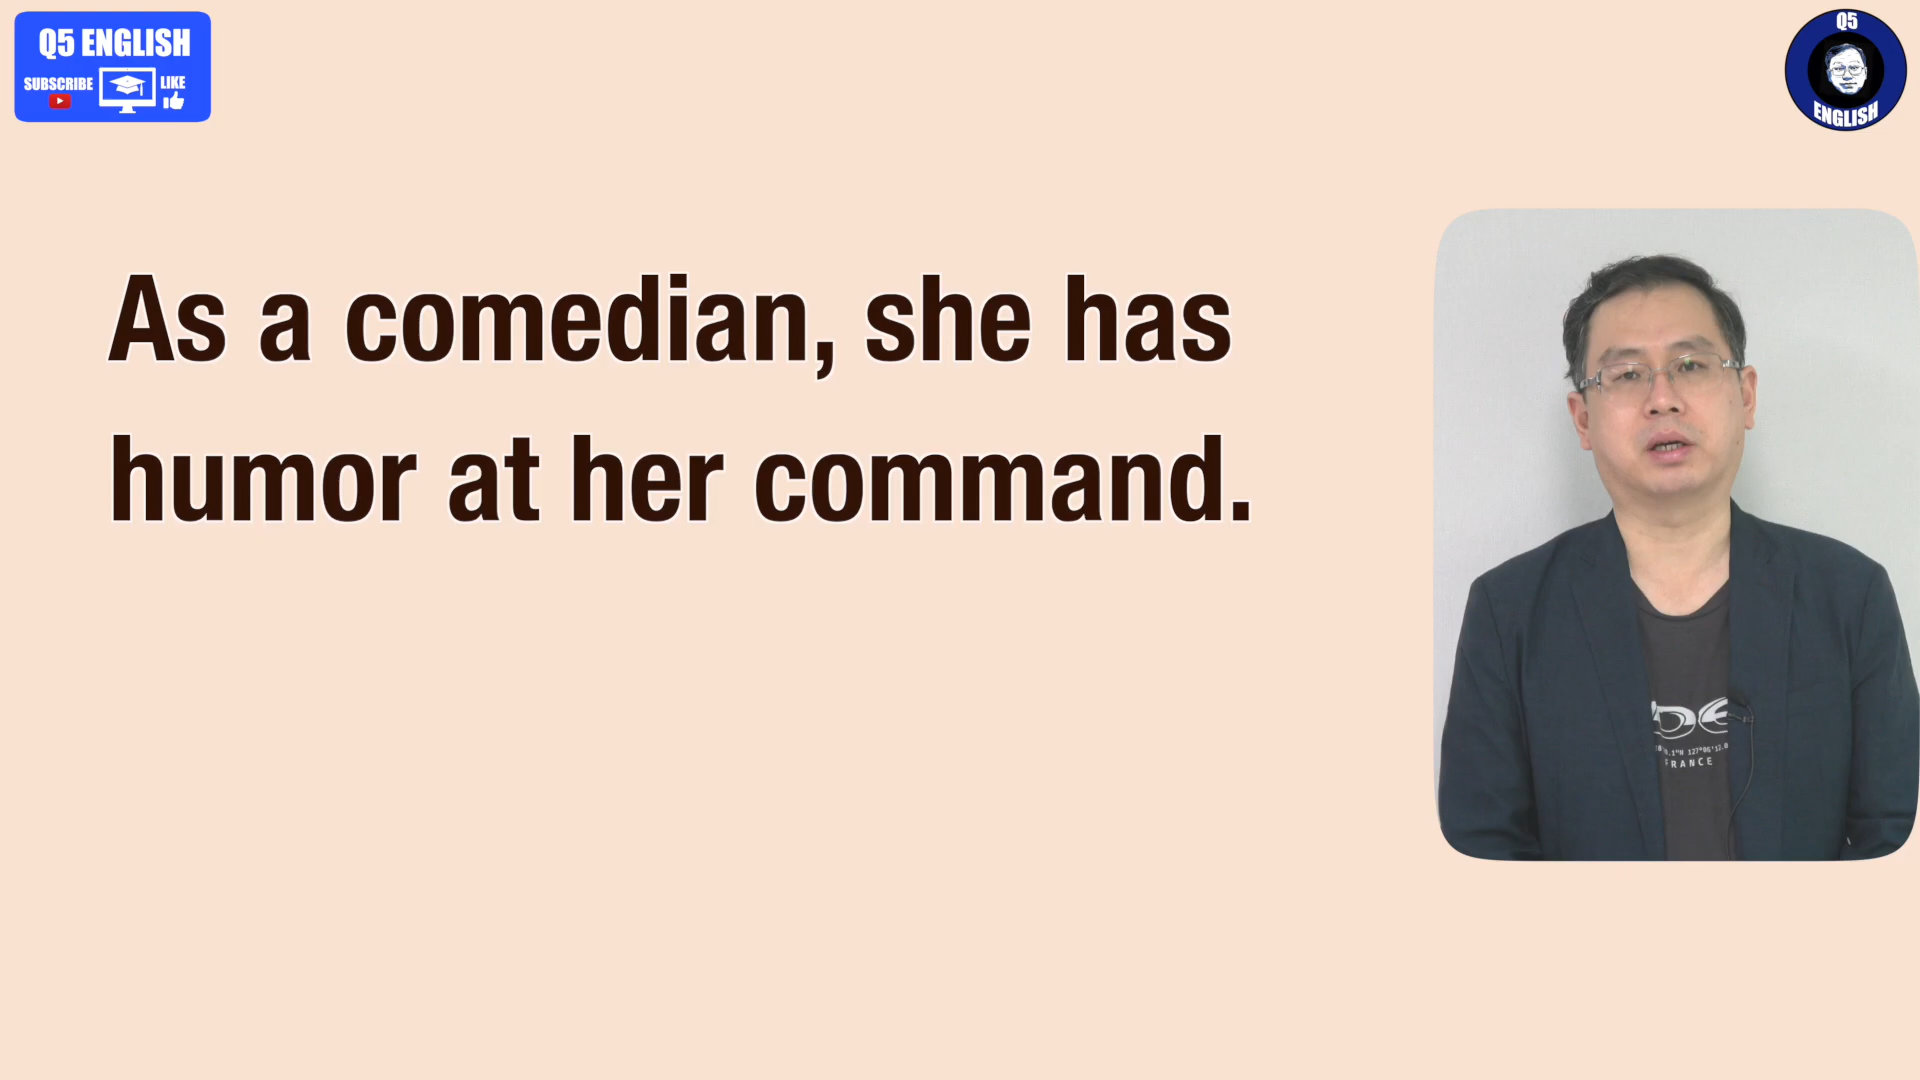 Q5 ENGLISH
SUBSCRIBE
LIKE
Q5
ENGLISH
As a comedian, she has
humor at her command.
FRANCE